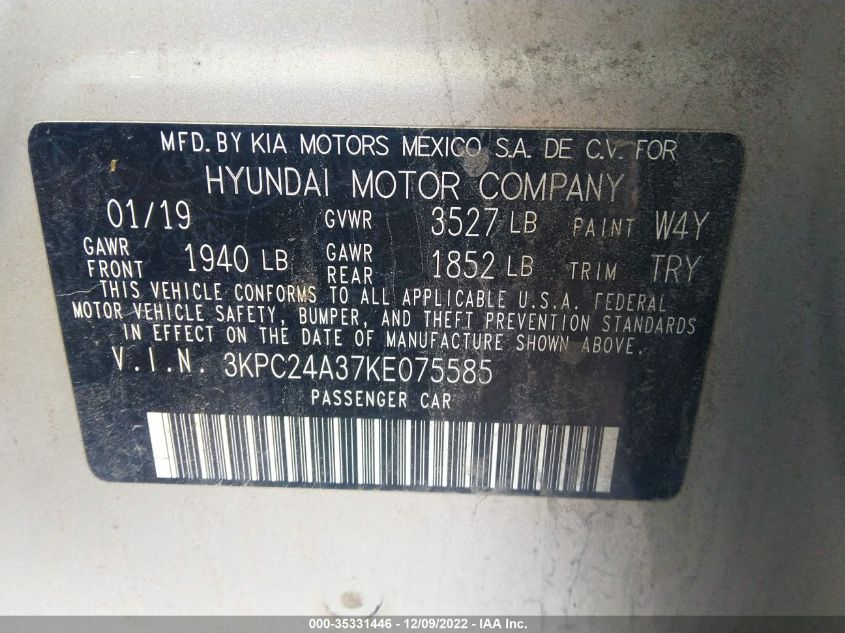 MFD. BY KIA MOTORS MEXICO S.A. DE C.V. FOR
HYUNDAI MOTOR COMPANY
01/19 GVWR 3527 LB PAINT W4Y
GAWR FRONT 1940 LB GAWR REAR 1852 LB TRIM TRY
THIS VEHICLE CONFORMS TO ALL APPLICABLE U.S.A. FEDERAL
MOTOR VEHICLE SAFETY, BUMPER, AND THEFT PREVENTION STANDARDS
IN EFFECT ON THE DATE OF MANUFACTURE SHOWN ABOVE.
V.I.N. 3KPC24A37KE075585
PASSENGER CAR
000-35331446 - 12/09/2022 - IAA Inc.